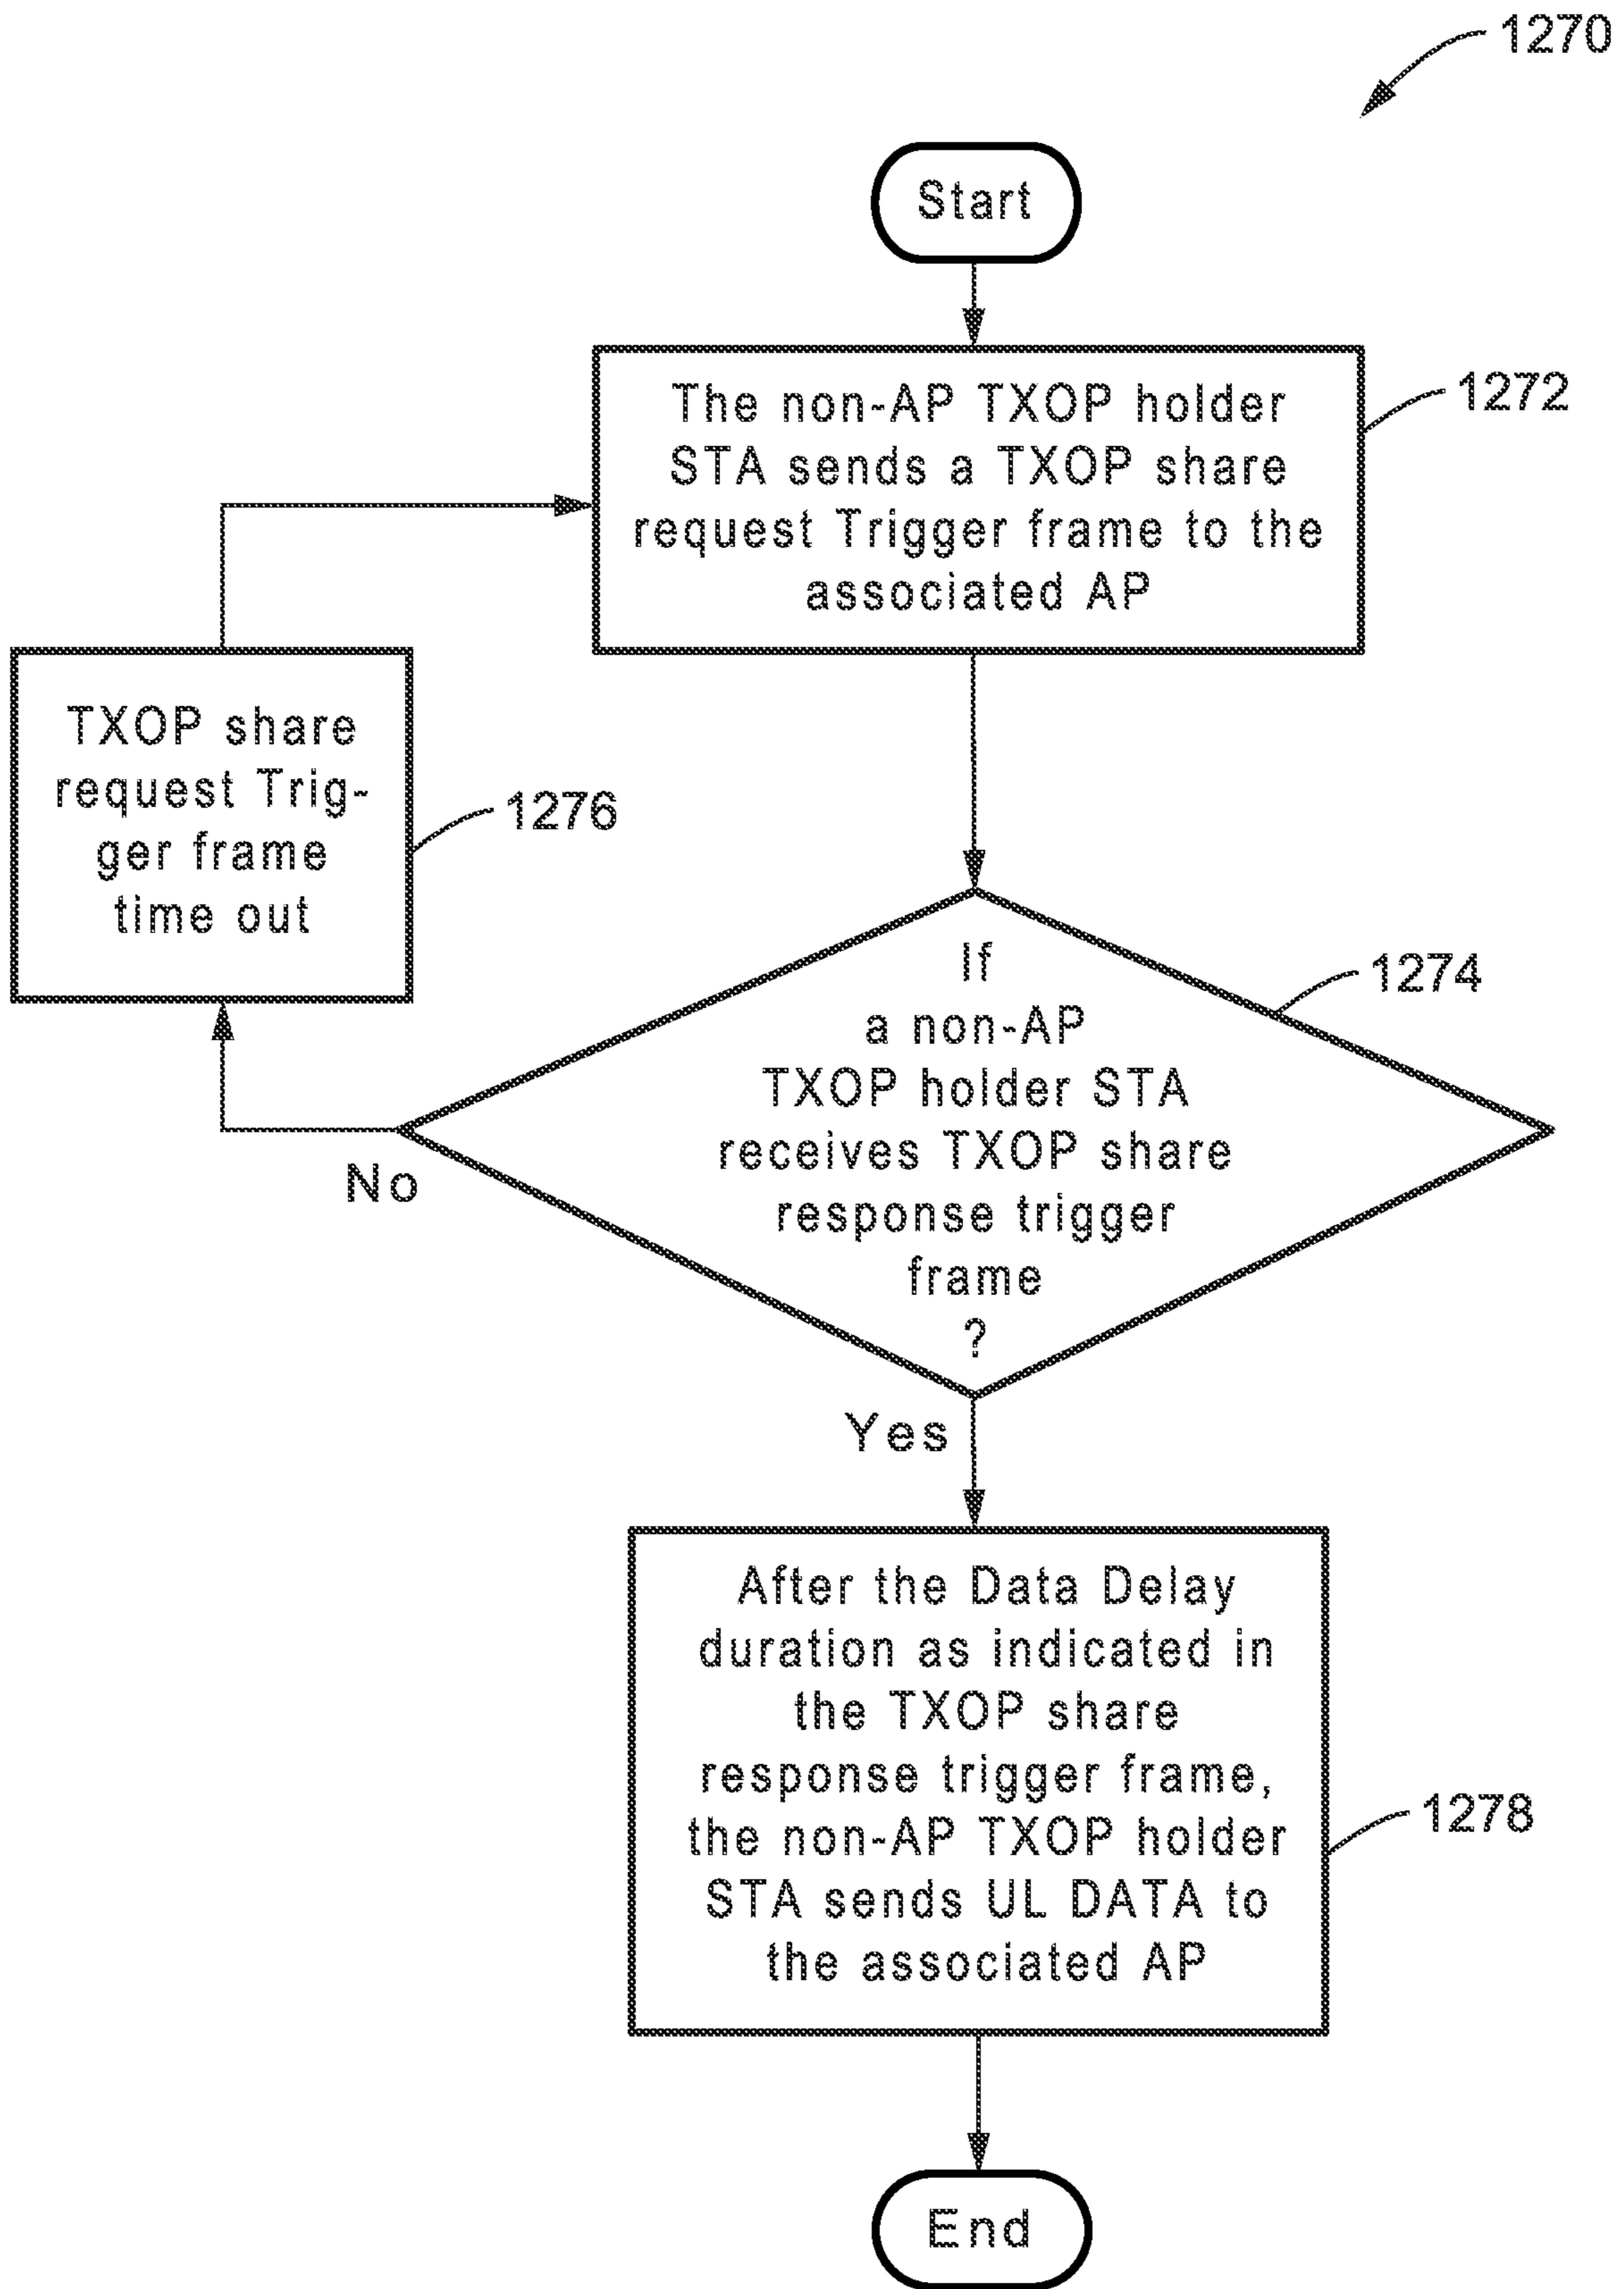 1270
Start
The non-AP TXOP holder
STA sends a TXOP share
request Trigger frame to the
associated AP
1272
TXOP share
request Trig-
ger frame
time out
1276
If
a non-AP
TXOP holder STA
receives TXOP share
response trigger
frame
?
1274
No
Yes
After the Data Delay
duration as indicated in
the TXOP share
response trigger frame,
the non-AP TXOP holder
STA sends UL DATA to
the associated AP
1278
End